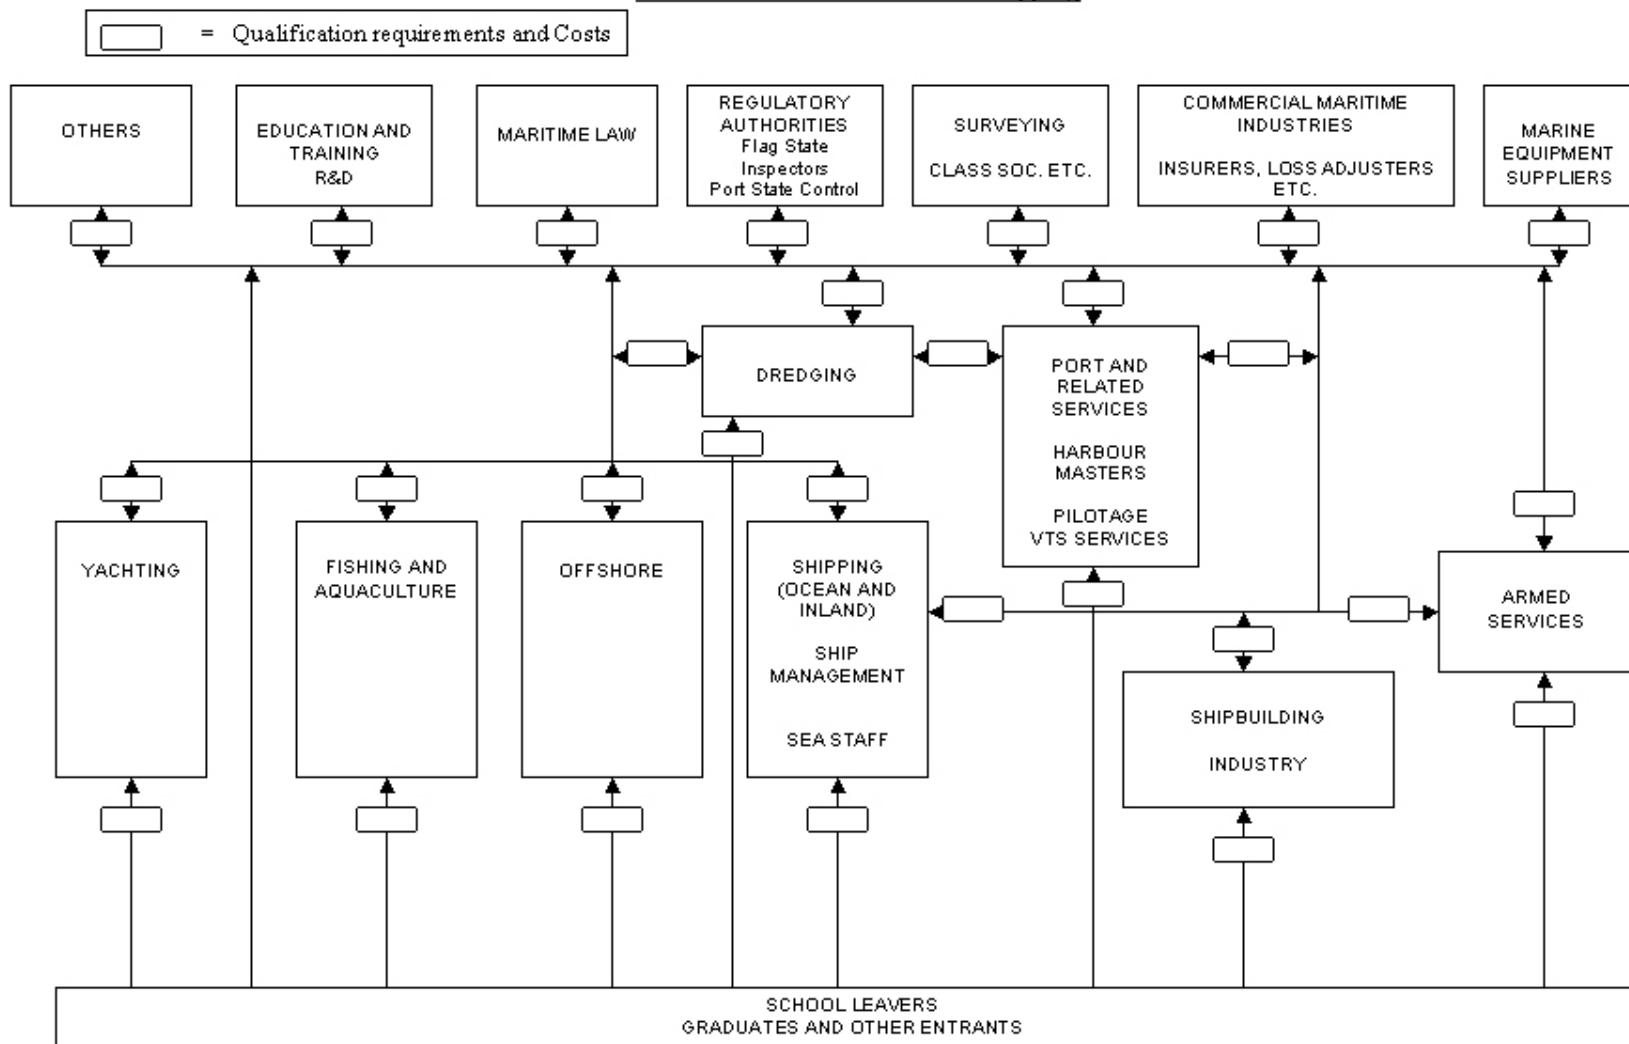 = Qualification requirements and Costs
OTHERS
EDUCATION AND
TRAINING
R&D
MARITIME LAW
REGULATORY
AUTHORITIES
Flag State
Inspectors
Port State Control
SURVEYING
CLASS SOC. ETC.
COMMERCIAL MARITIME
INDUSTRIES
INSURERS, LOSS ADJUSTERS
ETC.
MARINE
EQUIPMENT
SUPPLIERS
DREDGING
PORT AND
RELATED
SERVICES
HARBOUR
MASTERS
PILOTAGE
VTS SERVICES
YACHTING
FISHING AND
AQUACULTURE
OFFSHORE
SHIPPING
(OCEAN AND
INLAND)
SHIP
MANAGEMENT
SEA STAFF
ARMED
SERVICES
SHIPBUILDING
INDUSTRY
SCHOOL LEAVERS
GRADUATES AND OTHER ENTRANTS